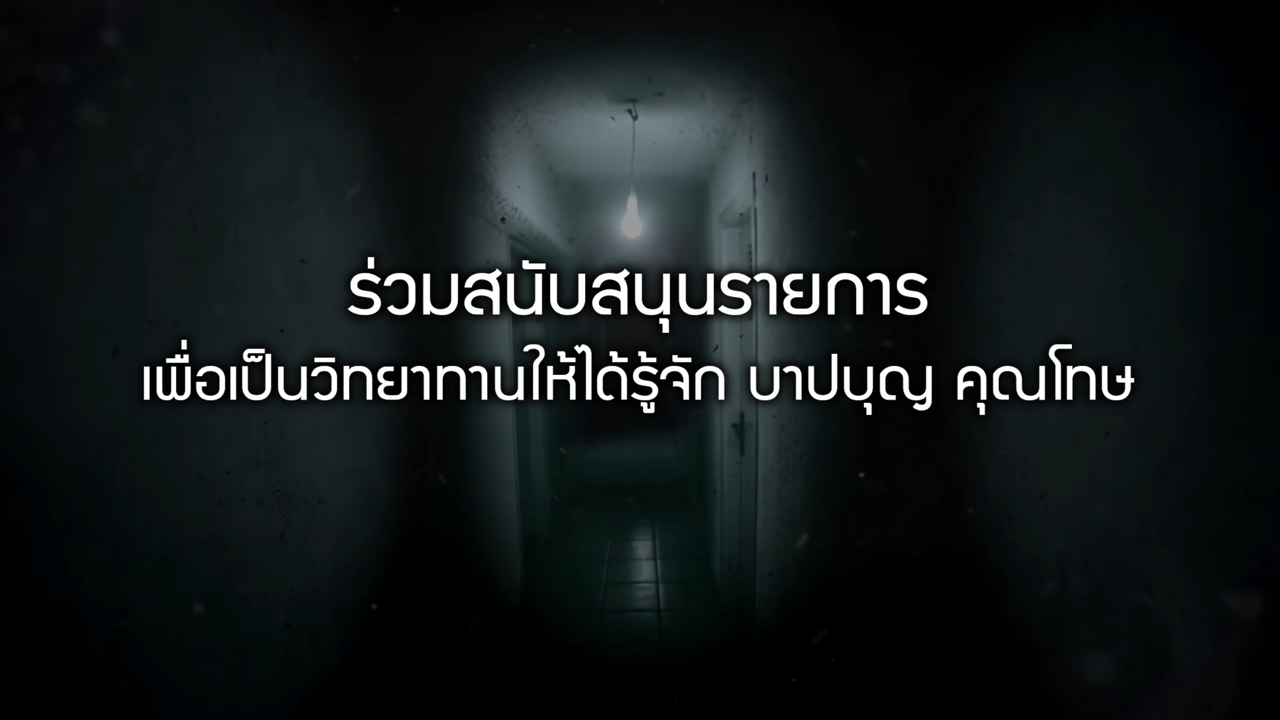 ร่วมสนับสนุนรายการ
เพื่อเป็นวิทยาทานให้ได้รู้จัก บาปบุญ คุณโทษ